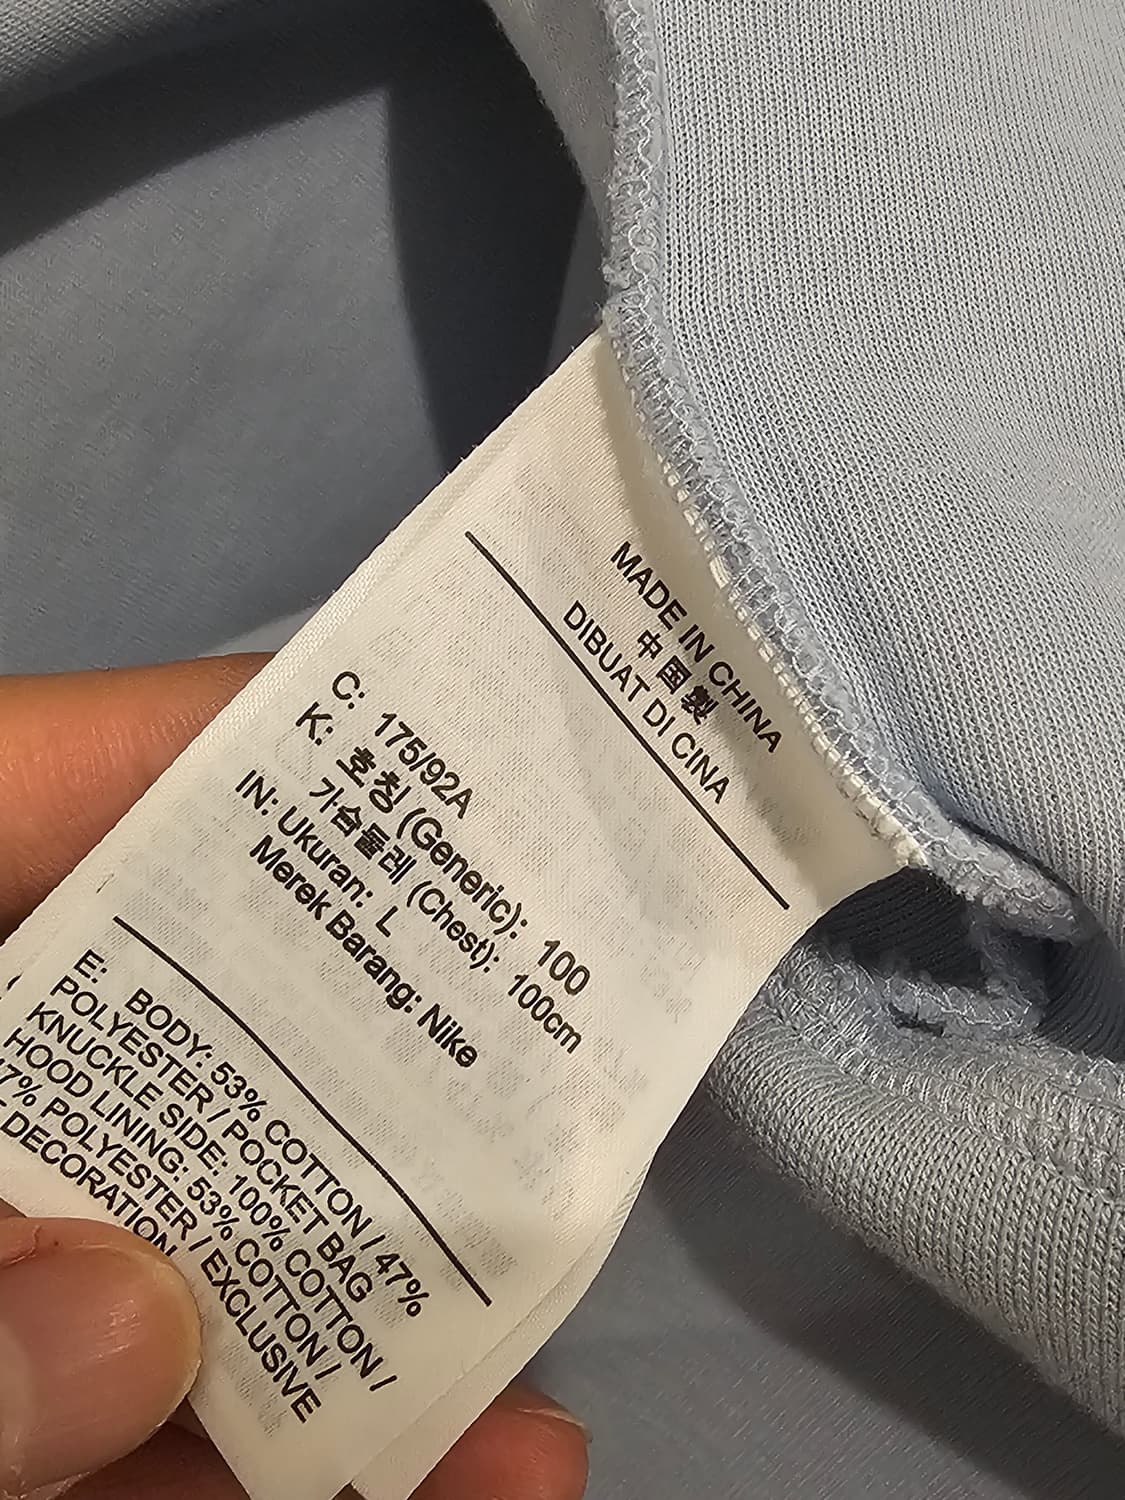 MADE IN CHINA
中国製
DIBUAT DI CINA
C: 175/92A
K: 호칭 (Generic): 100
가슴둘레 (Chest): 100cm
IN: Ukuran: L
Merek Barang: Nike
E: BODY: 53% COTTON / 47%
POLYESTER / POCKET BAG
KNUCKLE SIDE: 100% COTTON /
HOOD LINING: 53% COTTON /
47% POLYESTER / EXCLUSIVE
DECORATION